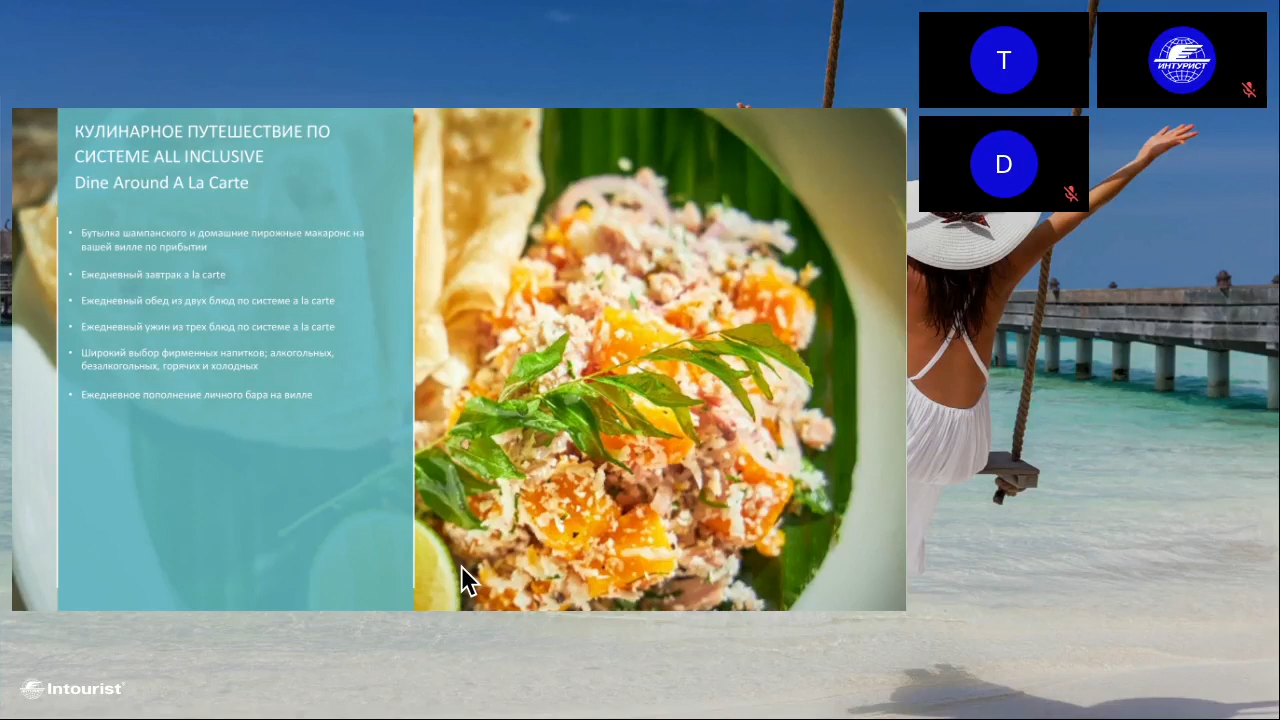 КУЛИНАРНОЕ ПУТЕШЕСТВИЕ ПО
СИСТЕМЕ ALL INCLUSIVE
Dine Around A La Carte
• Бутылка шампанского и домашние пирожные макаронс на
вашей вилле по прибытии
• Ежедневный завтрак a la carte
• Ежедневный обед из двух блюд по системе a la carte
• Ежедневный ужин из трех блюд по системе a la carte
• Широкий выбор фирменных напитков; алкогольных,
безалкогольных, горячих и холодных
• Ежедневное пополнение личного бара на вилле
T
ИНТУРИСТ
D
Intourist